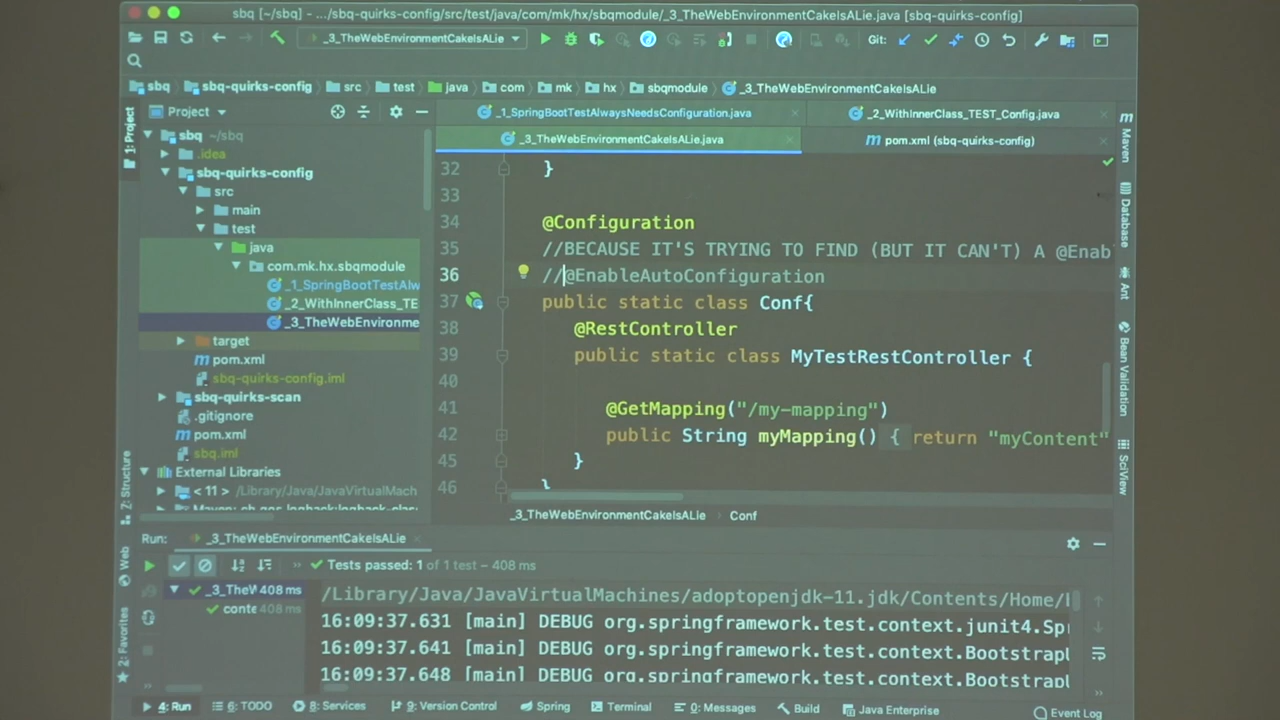 sbq [~/sbq] – .../sbq-quirks-config/src/test/java/com/mk/hx/sbqmodule/_3_TheWebEnvironmentCakeIsALie.java [sbq-quirks-config]
_3_TheWebEnvironmentCakeIsALie
Git:
sbq
sbq-quirks-config
src
test
java
com
mk
hx
sbqmodule
_3_TheWebEnvironmentCakeIsALie
1: Project
Project
_1_SpringBootTestAlwaysNeedsConfiguration.java
_2_WithInnerClass_TEST_Config.java
_3_TheWebEnvironmentCakeIsALie.java
pom.xml (sbq-quirks-config)
sbq ~/sbq
.idea
sbq-quirks-config
src
main
test
java
com.mk.hx.sbqmodule
_1_SpringBootTestAlw
_2_WithInnerClass_TE
_3_TheWebEnvironme
target
pom.xml
sbq-quirks-config.iml
sbq-quirks-scan
.gitignore
pom.xml
sbq.iml
External Libraries
< 11 > /Library/Java/JavaVirtualMach
32 }
33
34 @Configuration
35 //BECAUSE IT'S TRYING TO FIND (BUT IT CAN'T) A @Enabl
36 //@EnableAutoConfiguration
37 public static class Conf{
38 @RestController
39 public static class MyTestRestController {
40
41 @GetMapping("/my-mapping")
42 public String myMapping() { return "myContent"
45 }
46 }
_3_TheWebEnvironmentCakeIsALie
Conf
Maven
Database
Ant
Bean Validation
SciView
Z: Structure
Web
2: Favorites
Run:
_3_TheWebEnvironmentCakeIsALie
Tests passed: 1 of 1 test – 408 ms
_3_TheW 408 ms
conte 408 ms
/Library/Java/JavaVirtualMachines/adoptopenjdk-11.jdk/Contents/Home/
16:09:37.631 [main] DEBUG org.springframework.test.context.junit4.Spr
16:09:37.641 [main] DEBUG org.springframework.test.context.BootstrapU
16:09:37.648 [main] DEBUG org.springframework.test.context.Bootstrap
4: Run
6: TODO
8: Services
9: Version Control
Spring
Terminal
0: Messages
Build
Java Enterprise
Event Log